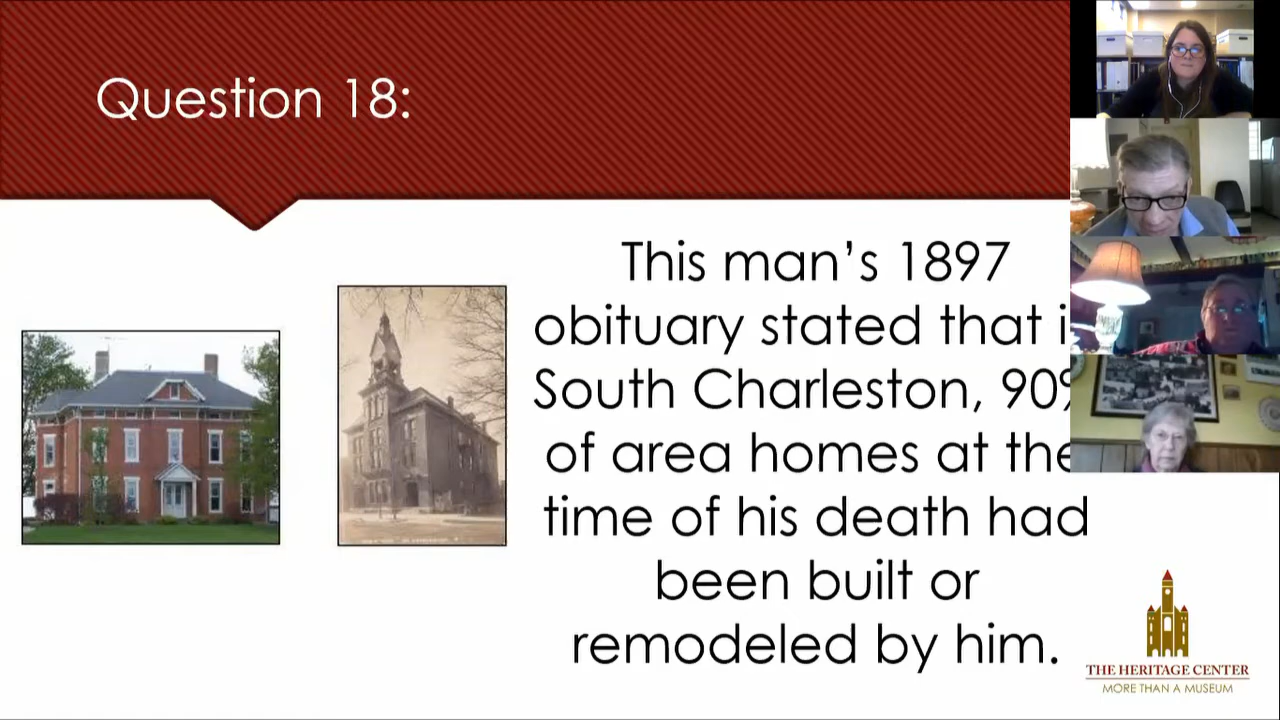 Question 18:
This man's 1897
obituary stated that i
South Charleston, 90%
of area homes at the
time of his death had
been built or
remodeled by him.
THE HERITAGE CENTER
MORE THAN A MUSEUM